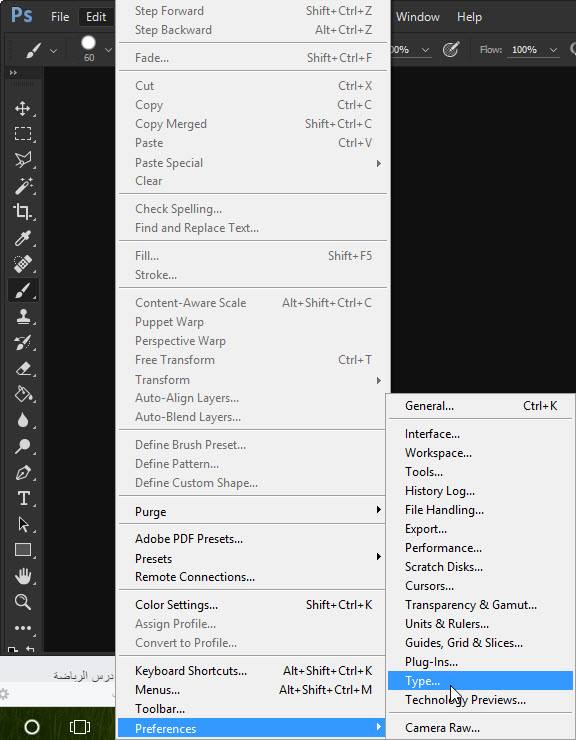 Ps File Edit Window Help
60 00% Flow: 100%
Step Forward Shift+Ctrl+Z
Step Backward Alt+Ctrl+Z
Fade... Shift+Ctrl+F
Cut Ctrl+X
Copy Ctrl+C
Copy Merged Shift+Ctrl+C
Paste Ctrl+V
Paste Special
Clear
Check Spelling...
Find and Replace Text...
Fill... Shift+F5
Stroke...
Content-Aware Scale Alt+Shift+Ctrl+C
Puppet Warp
Perspective Warp
Free Transform Ctrl+T
Transform
Auto-Align Layers...
Auto-Blend Layers...
Define Brush Preset...
Define Pattern...
Define Custom Shape...
Purge
Adobe PDF Presets...
Presets
Remote Connections...
Color Settings... Shift+Ctrl+K
Assign Profile...
Convert to Profile...
Keyboard Shortcuts... Alt+Shift+Ctrl+K
Menus... Alt+Shift+Ctrl+M
Toolbar...
Preferences
General... Ctrl+K
Interface...
Workspace...
Tools...
History Log...
File Handling...
Export...
Performance...
Scratch Disks...
Cursors...
Transparency & Gamut...
Units & Rulers...
Guides, Grid & Slices...
Plug-Ins...
Type...
Technology Previews...
Camera Raw...
درس الرياضة